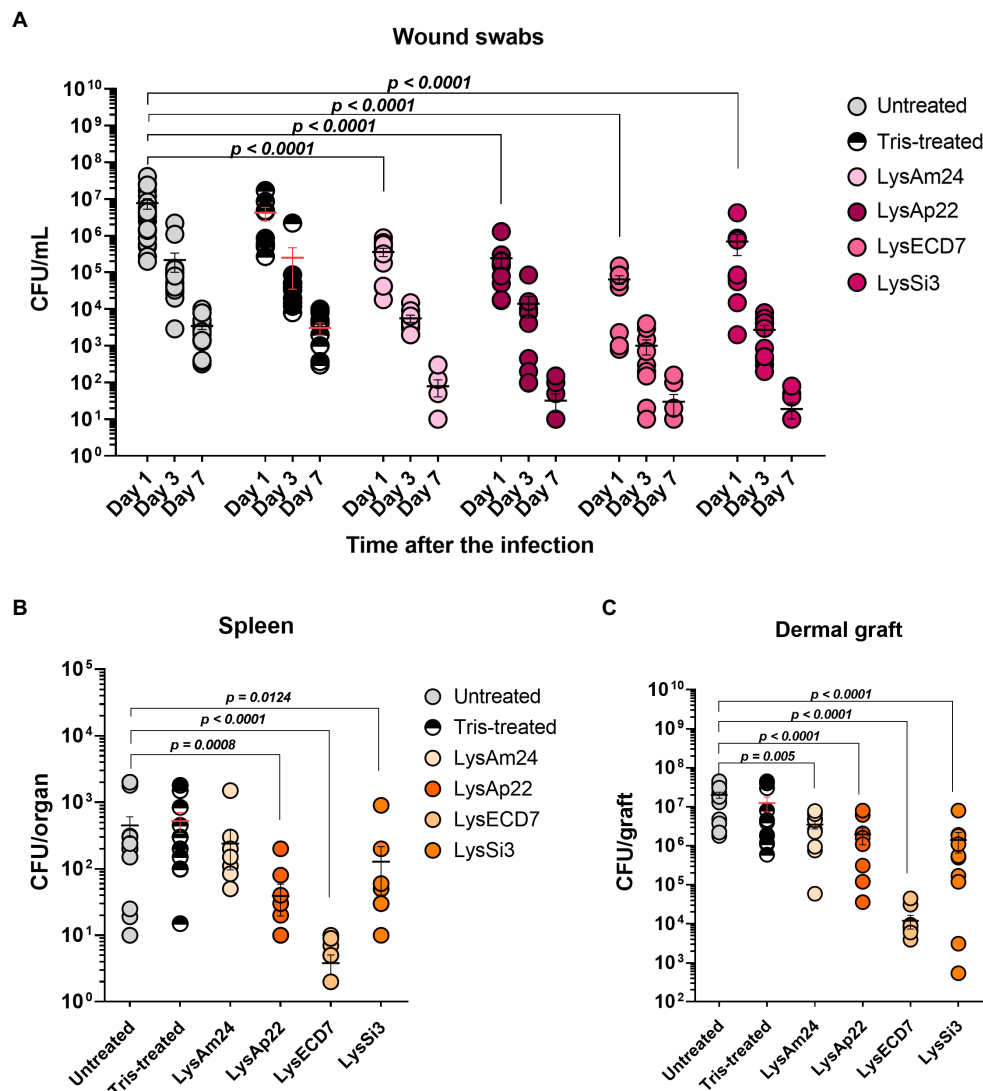 A
Wound swabs
CFU/mL
10^10
10^9
10^8
10^7
10^6
10^5
10^4
10^3
10^2
10^1
10^0
p < 0.0001
p < 0.0001
p < 0.0001
p < 0.0001
Untreated
Tris-treated
LysAm24
LysAp22
LysECD7
LysSi3
Day 1 Day 3 Day 7 Day 1 Day 3 Day 7 Day 1 Day 3 Day 7 Day 1 Day 3 Day 7 Day 1 Day 3 Day 7 Day 1 Day 3 Day 7
Time after the infection
B
Spleen
CFU/organ
10^5
10^4
10^3
10^2
10^1
10^0
p = 0.0124
p < 0.0001
p = 0.0008
Untreated
Tris-treated
LysAm24
LysAp22
LysECD7
LysSi3
Untreated Tris-treated LysAm24 LysAp22 LysECD7 LysSi3
C
Dermal graft
CFU/graft
10^10
10^9
10^8
10^7
10^6
10^5
10^4
10^3
10^2
p < 0.0001
p < 0.0001
p < 0.0001
p = 0.005
Untreated Tris-treated LysAm24 LysAp22 LysECD7 LysSi3